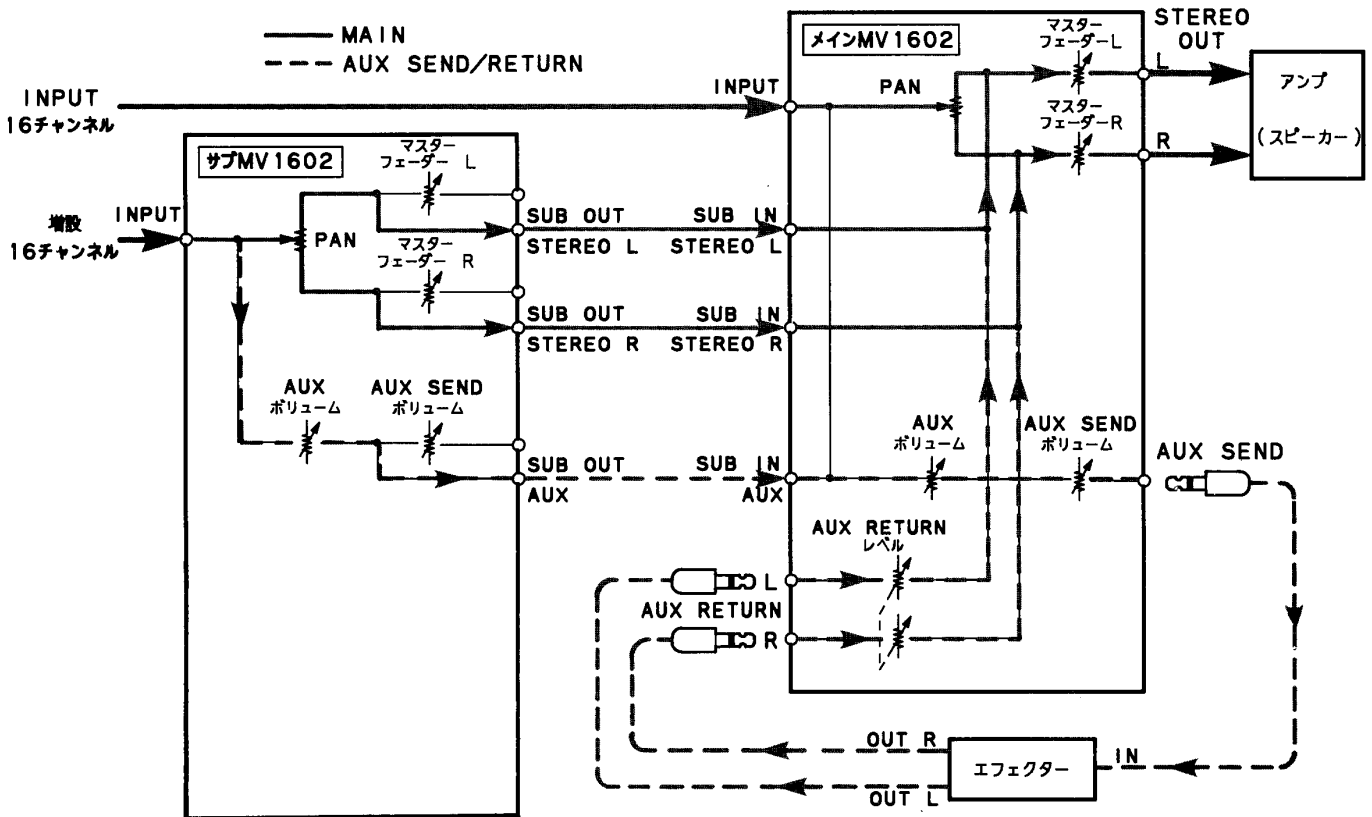 MAIN
AUX SEND/RETURN
INPUT
16チャンネル
サブMV1602
マスター
フェーダー L
増設
16チャンネル
INPUT
PAN
マスター
フェーダー R
SUB OUT
STEREO L
SUB IN
STEREO L
SUB OUT
STEREO R
SUB IN
STEREO R
AUX
ボリューム
AUX SEND
ボリューム
SUB OUT
AUX
SUB IN
AUX
メインMV1602
INPUT
PAN
マスター
フェーダーL
マスター
フェーダーR
STEREO
OUT
L
R
アンプ
(スピーカー)
AUX
ボリューム
AUX SEND
ボリューム
AUX SEND
AUX RETURN
レベル
L
AUX RETURN
R
OUT R
OUT L
エフェクター
IN